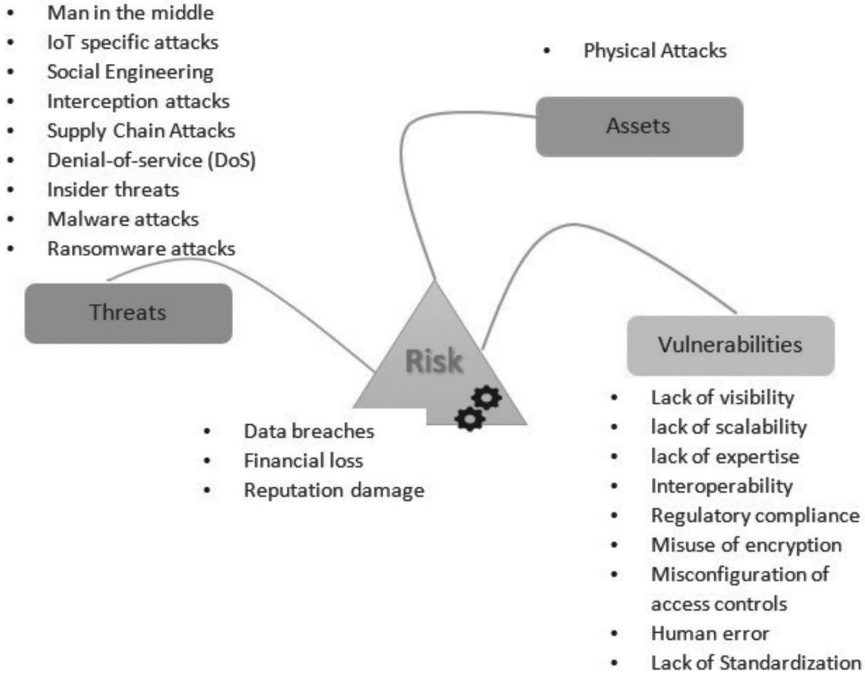 • Man in the middle
• IoT specific attacks
• Social Engineering
• Interception attacks
• Supply Chain Attacks
• Denial-of-service (DoS)
• Insider threats
• Malware attacks
• Ransomware attacks
Threats
• Physical Attacks
Assets
Risk
• Data breaches
• Financial loss
• Reputation damage
Vulnerabilities
• Lack of visibility
• lack of scalability
• lack of expertise
• Interoperability
• Regulatory compliance
• Misuse of encryption
• Misconfiguration of
access controls
• Human error
• Lack of Standardization